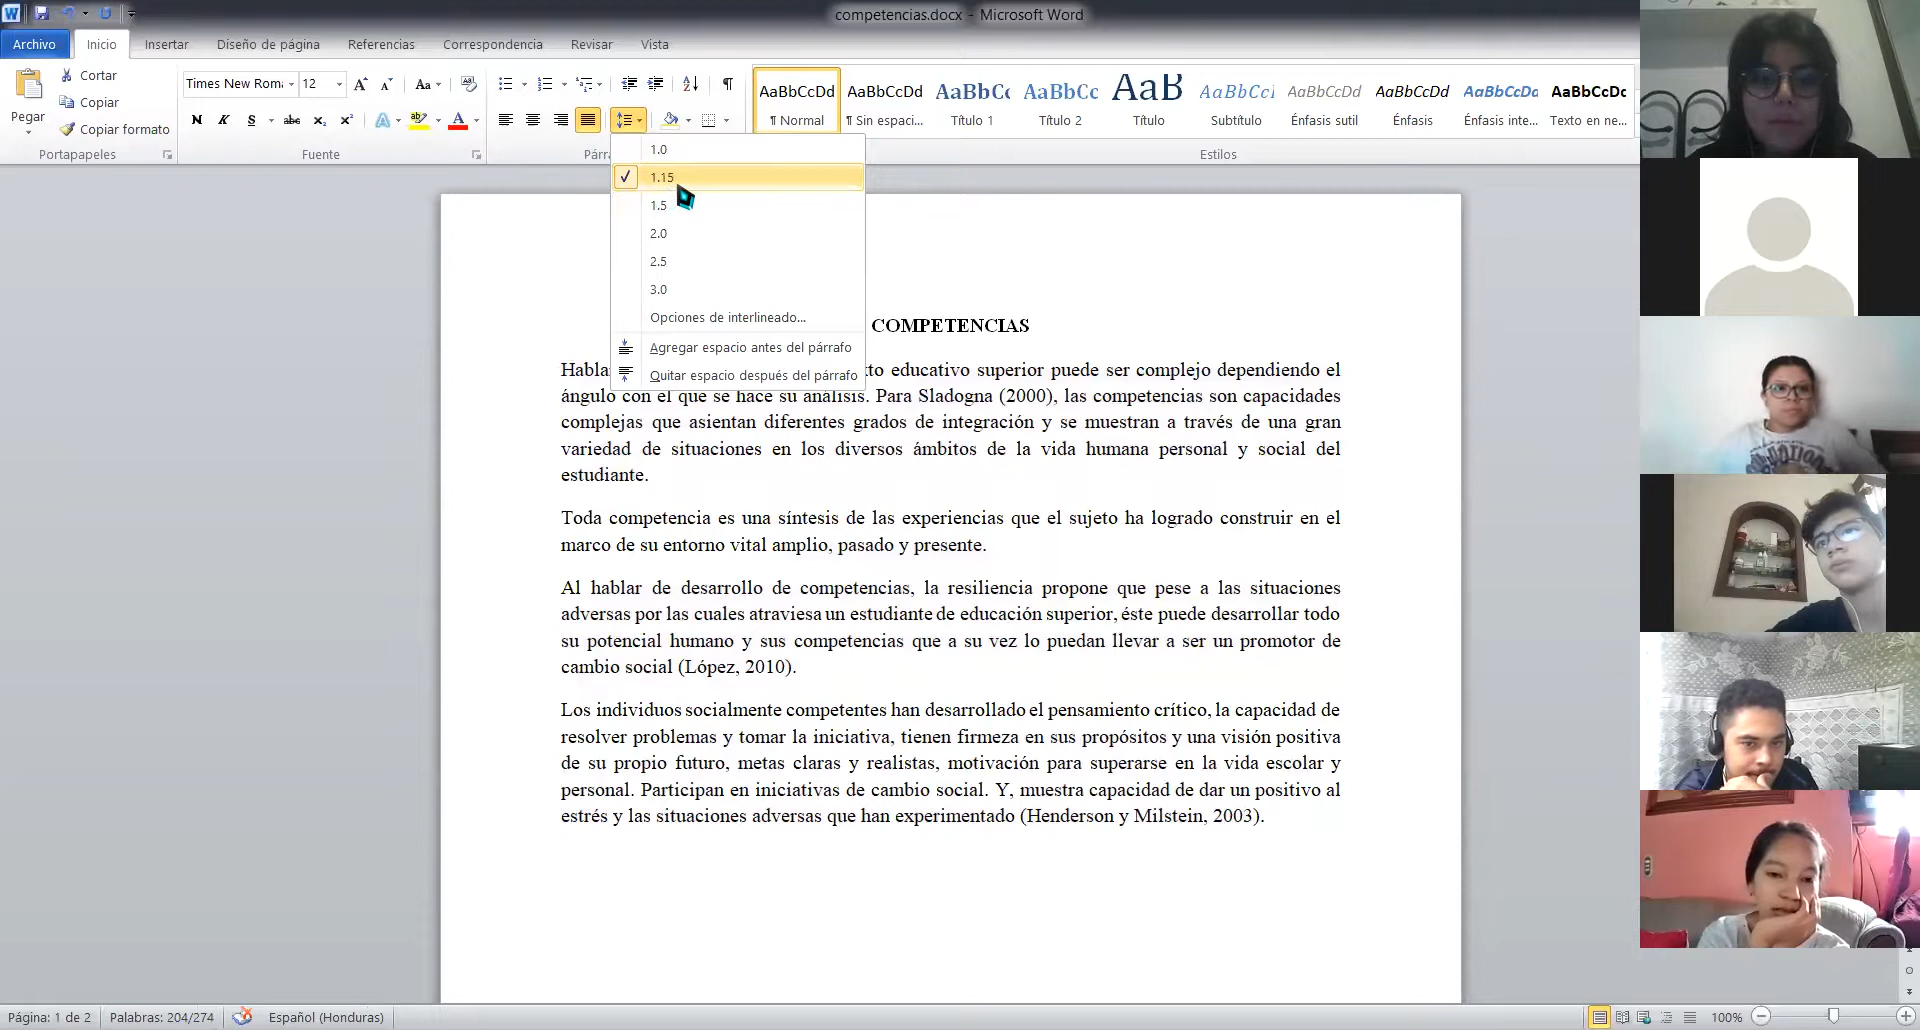 competencias.docx - Microsoft Word
Archivo Inicio Insertar Diseño de página Referencias Correspondencia Revisar Vista
Pegar
Cortar
Copiar
Copiar formato
Portapapeles
Times New Roma 12
Aa
N K S abc x₂ x² A ab A
Fuente
Párra
AaBbCcDd AaBbCcDd AaBbCc AaBbCc AaB AaBbCcI AaBbCcDd AaBbCcDd AaBbCcDd AaBbCcDc
¶ Normal ¶ Sin espaci... Título 1 Título 2 Título Subtítulo Énfasis sutil Énfasis Énfasis inte... Texto en ne...
Estilos
1.0
1.15
1.5
2.0
2.5
3.0
Opciones de interlineado...
Agregar espacio antes del párrafo
Quitar espacio después del párrafo
COMPETENCIAS
Habla xto educativo superior puede ser complejo dependiendo el
ángulo con el que se hace su análisis. Para Sladogna (2000), las competencias son capacidades
complejas que asientan diferentes grados de integración y se muestran a través de una gran
variedad de situaciones en los diversos ámbitos de la vida humana personal y social del
estudiante.
Toda competencia es una síntesis de las experiencias que el sujeto ha logrado construir en el
marco de su entorno vital amplio, pasado y presente.
Al hablar de desarrollo de competencias, la resiliencia propone que pese a las situaciones
adversas por las cuales atraviesa un estudiante de educación superior, éste puede desarrollar todo
su potencial humano y sus competencias que a su vez lo puedan llevar a ser un promotor de
cambio social (López, 2010).
Los individuos socialmente competentes han desarrollado el pensamiento crítico, la capacidad de
resolver problemas y tomar la iniciativa, tienen firmeza en sus propósitos y una visión positiva
de su propio futuro, metas claras y realistas, motivación para superarse en la vida escolar y
personal. Participan en iniciativas de cambio social. Y, muestra capacidad de dar un positivo al
estrés y las situaciones adversas que han experimentado (Henderson y Milstein, 2003).
Página: 1 de 2 Palabras: 204/274 Español (Honduras) 100%